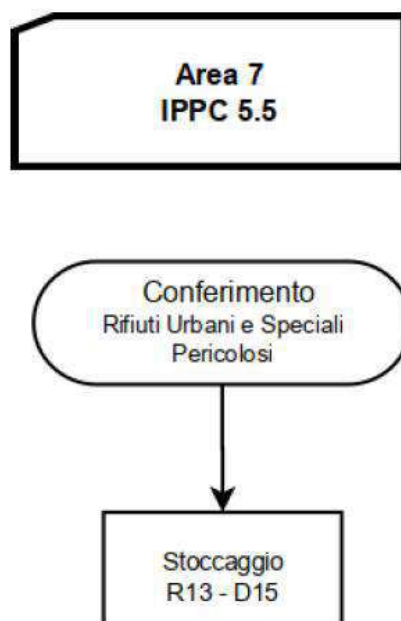 Area 7
IPPC 5.5
Conferimento
Rifiuti Urbani e Speciali
Pericolosi
Stoccaggio
R13 - D15